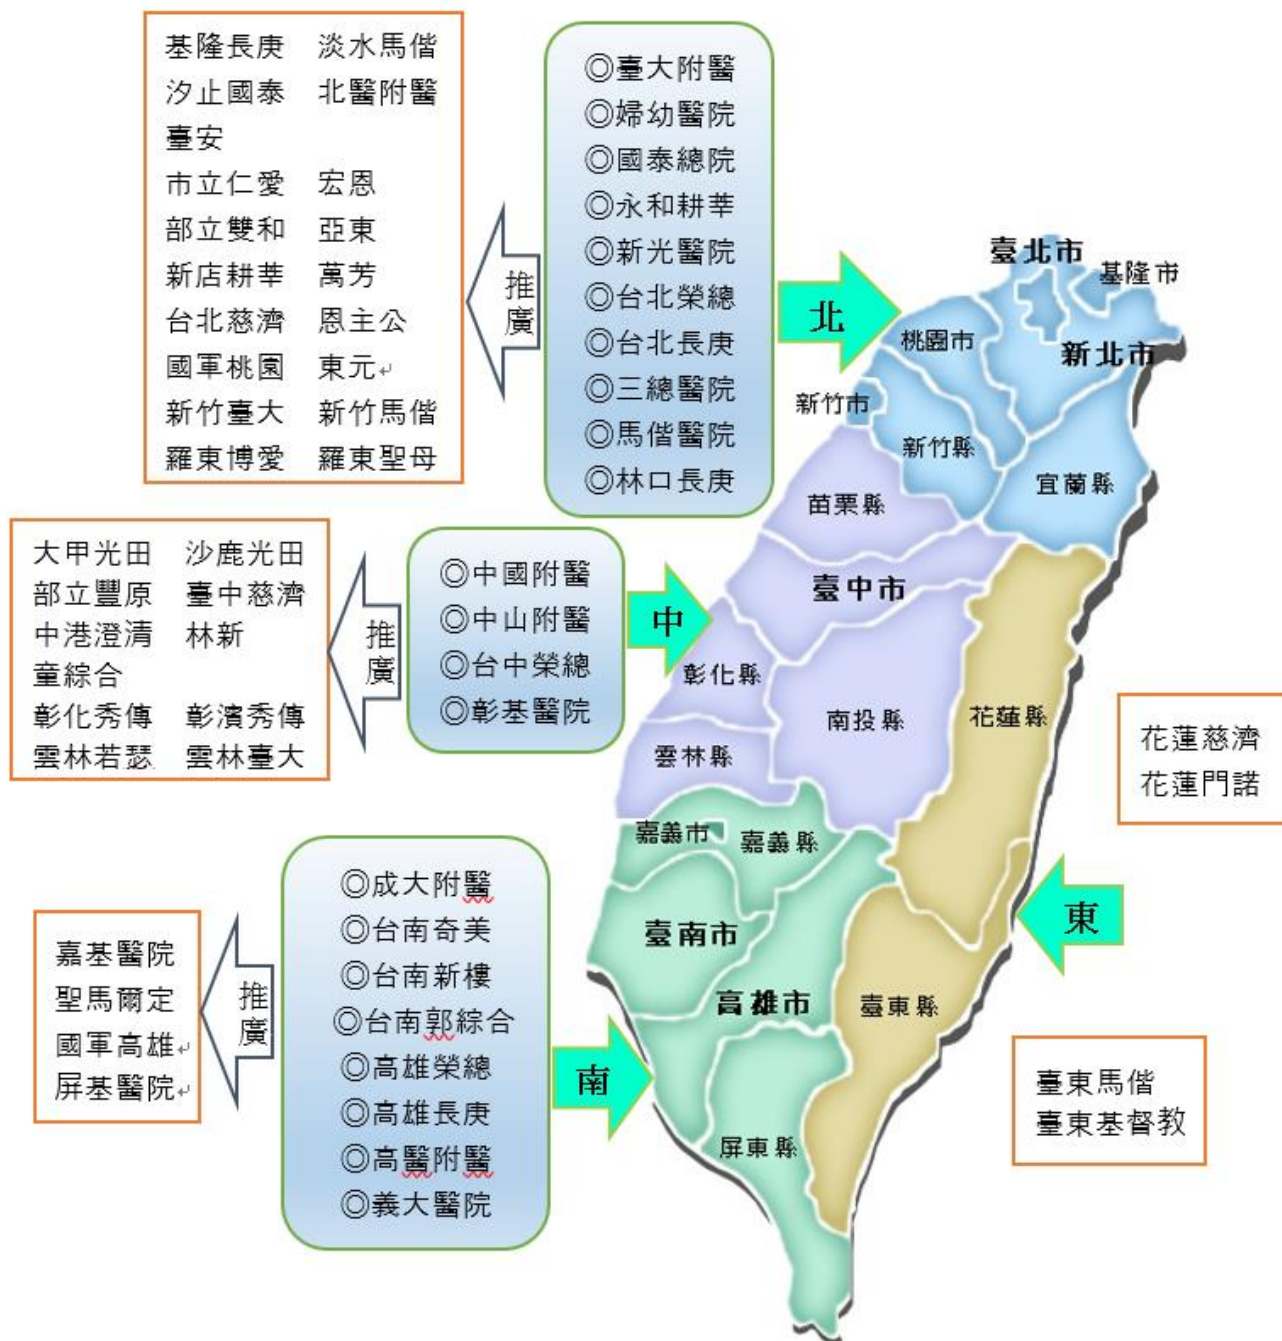 基隆長庚 淡水馬偕
汐止國泰 北醫附醫
臺安
市立仁愛 宏恩
部立雙和 亞東
新店耕莘 萬芳
台北慈濟 恩主公
國軍桃園 東元
新竹臺大 新竹馬偕
羅東博愛 羅東聖母
推廣
◎臺大附醫
◎婦幼醫院
◎國泰總院
◎永和耕莘
◎新光醫院
◎台北榮總
◎台北長庚
◎三總醫院
◎馬偕醫院
◎林口長庚
北
臺北市
基隆市
桃園市
新北市
新竹市
新竹縣
宜蘭縣
苗栗縣
大甲光田 沙鹿光田
部立豐原 臺中慈濟
中港澄清 林新
童綜合
彰化秀傳 彰濱秀傳
雲林若瑟 雲林臺大
推廣
◎中國附醫
◎中山附醫
◎台中榮總
◎彰基醫院
中
臺中市
彰化縣
南投縣
花蓮縣
雲林縣
花蓮慈濟
花蓮門諾
嘉義市
嘉義縣
嘉基醫院
聖馬爾定
國軍高雄
屏基醫院
推廣
◎成大附醫
◎台南奇美
◎台南新樓
◎台南郭綜合
◎高雄榮總
◎高雄長庚
◎高醫附醫
◎義大醫院
南
臺南市
高雄市
臺東縣
屏東縣
東
臺東馬偕
臺東基督教